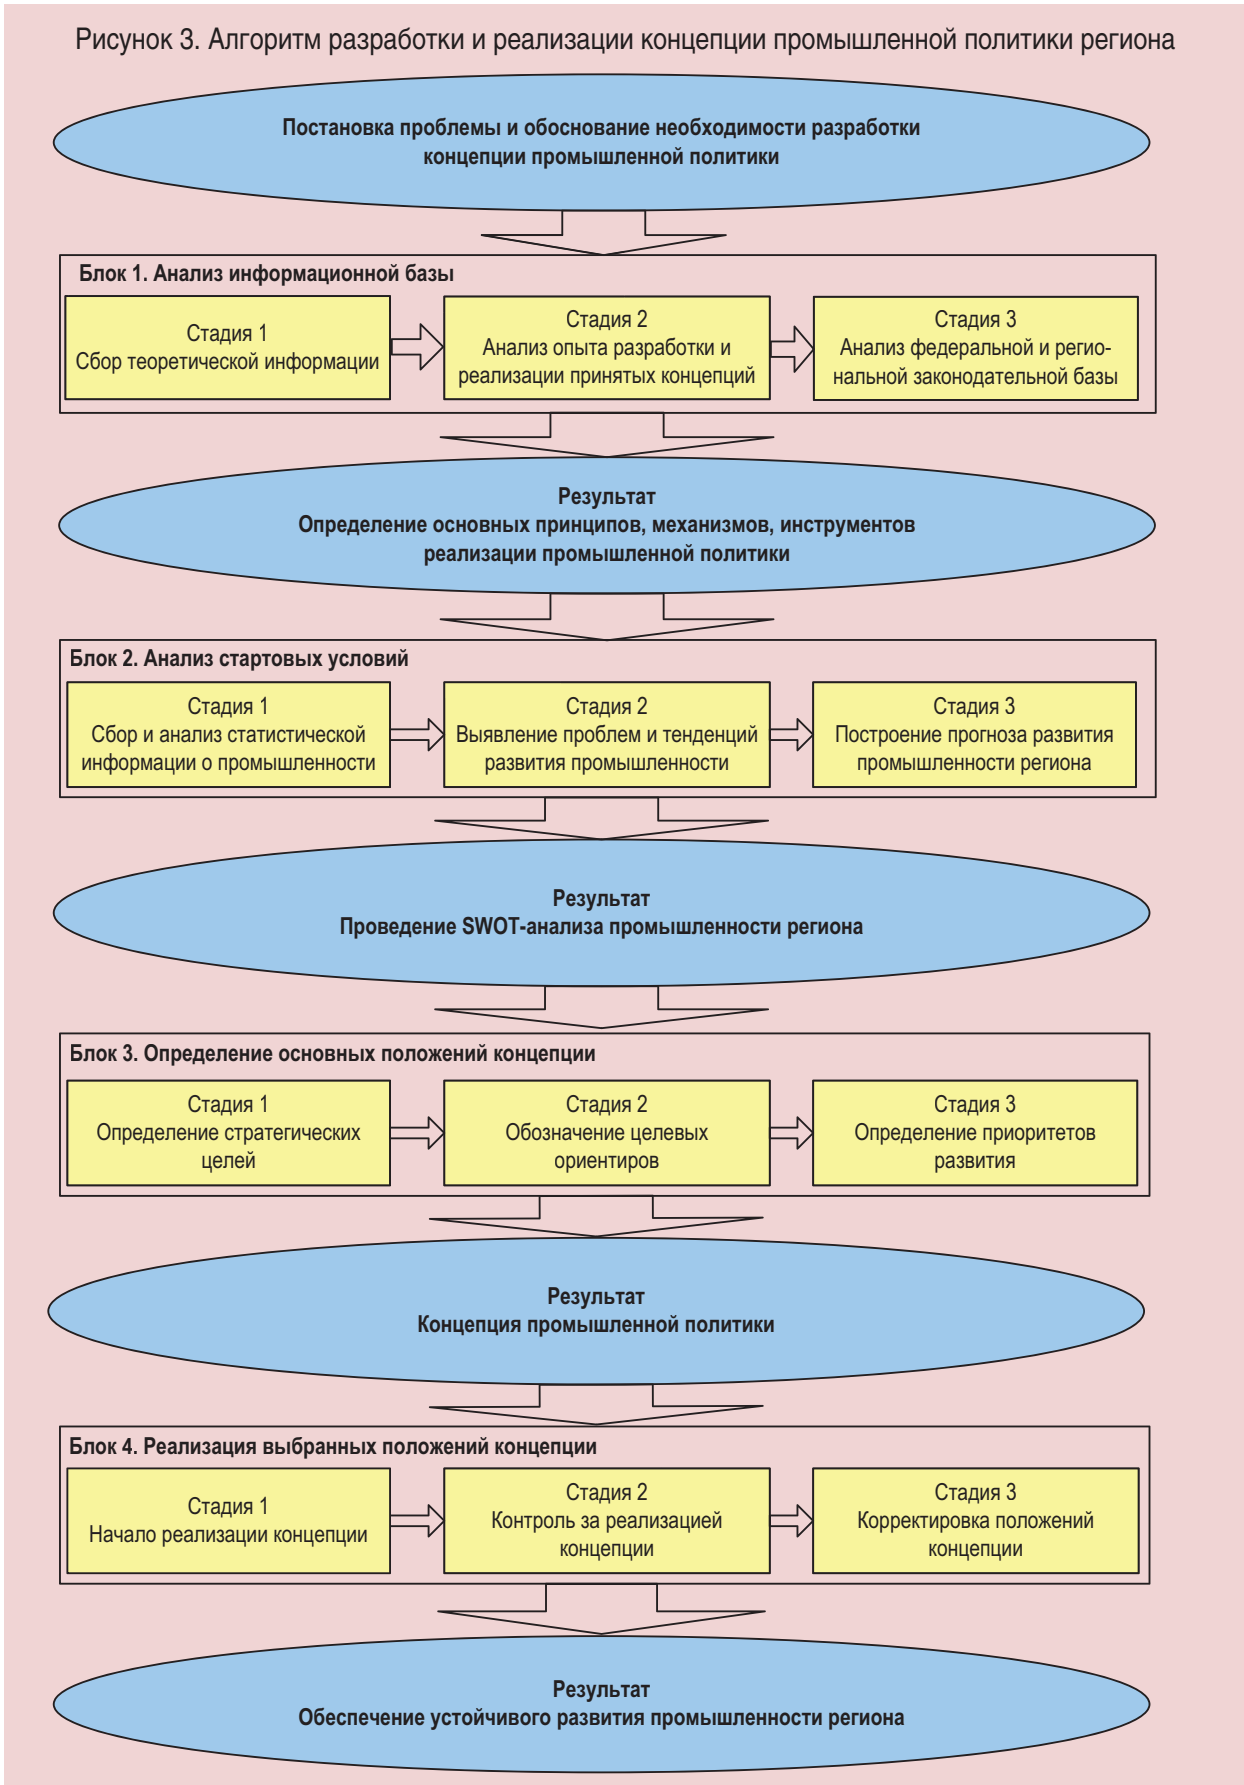 Рисунок 3. Алгоритм разработки и реализации концепции промышленной политики региона
Постановка проблемы и обоснование необходимости разработки
концепции промышленной политики
Блок 1. Анализ информационной базы
Стадия 1
Сбор теоретической информации
Стадия 2
Анализ опыта разработки и
реализации принятых концепций
Стадия 3
Анализ федеральной и регио-
нальной законодательной базы
Результат
Определение основных принципов, механизмов, инструментов
реализации промышленной политики
Блок 2. Анализ стартовых условий
Стадия 1
Сбор и анализ статистической
информации о промышленности
Стадия 2
Выявление проблем и тенденций
развития промышленности
Стадия 3
Построение прогноза развития
промышленности региона
Результат
Проведение SWOT-анализа промышленности региона
Блок 3. Определение основных положений концепции
Стадия 1
Определение стратегических
целей
Стадия 2
Обозначение целевых
ориентиров
Стадия 3
Определение приоритетов
развития
Результат
Концепция промышленной политики
Блок 4. Реализация выбранных положений концепции
Стадия 1
Начало реализации концепции
Стадия 2
Контроль за реализацией
концепции
Стадия 3
Корректировка положений
концепции
Результат
Обеспечение устойчивого развития промышленности региона